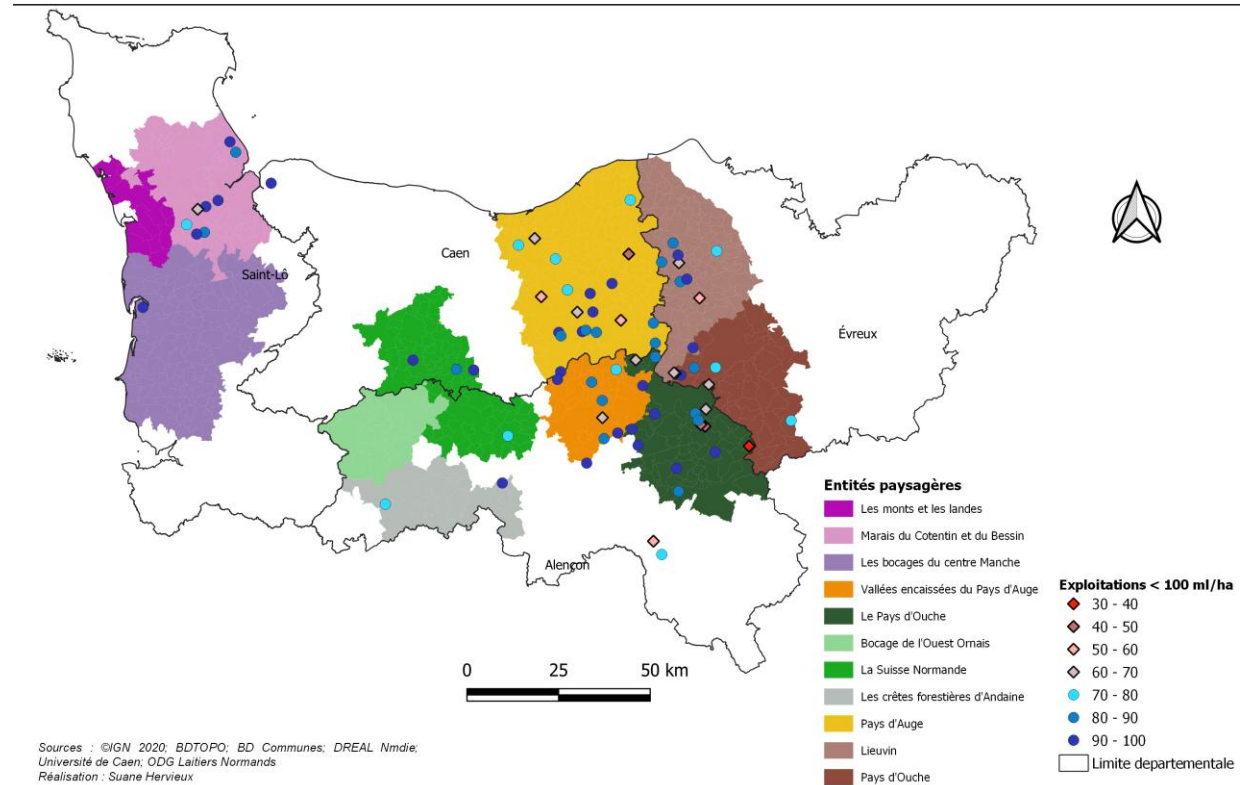 Caen
Saint-Lô
Évreux
Alençon
0 25 50 km
Entités paysagères
Les monts et les landes
Marais du Cotentin et du Bessin
Les bocages du centre Manche
Vallées encaissées du Pays d'Auge
Le Pays d'Ouche
Bocage de l'Ouest Ornais
La Suisse Normande
Les crêtes forestières d'Andaine
Pays d'Auge
Lieuvin
Pays d'Ouche
Exploitations < 100 ml/ha
30 - 40
40 - 50
50 - 60
60 - 70
70 - 80
80 - 90
90 - 100
Limite departementale
Sources : ©IGN 2020; BDTOPO; BD Communes; DREAL Nmdie;
Université de Caen; ODG Laitiers Normands
Réalisation : Suane Hervieux